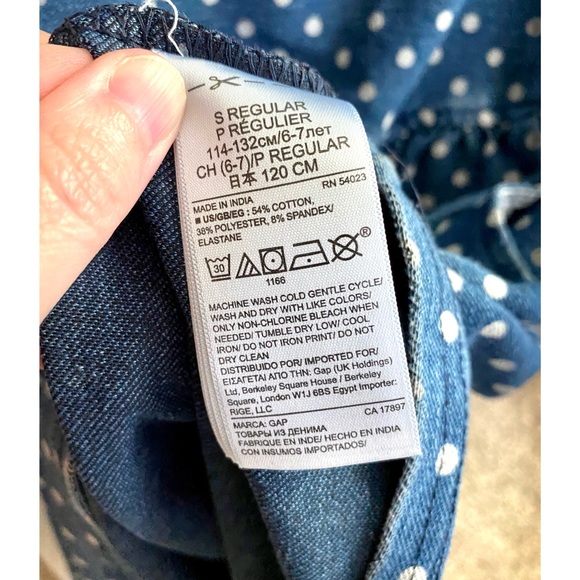 S REGULAR
P RÉGULIER
114-132СМ/6-7лет
CH (6-7)/P REGULAR
日本 120 CM
RN 54023
MADE IN INDIA
■ US/GB/EG: 54% COTTON,
38% POLYESTER, 8% SPANDEX/
ELASTANE
30
®
1166
MACHINE WASH COLD GENTLE CYCLE/
WASH AND DRY WITH LIKE COLORS/
ONLY NON-CHLORINE BLEACH WHEN
NEEDED/ TUMBLE DRY LOW/ COOL
IRON/ DO NOT IRON PRINT/ DO NOT
DRY CLEAN
DISTRIBUIDO POR/ IMPORTED FOR/
ΕΙΣΑΓΕΤΑΙ ΑΠΟ ΤΗΝ: Gap (UK Holdings)
Ltd, Berkeley Square House / Berkeley
Square, London W1J 6BS Egypt Importer:
RIGE, LLC
MARCA: GAP
CA 17897
ТОВАРЫ ИЗ ДЕНИМА
FABRIQUE EN INDE/ HECHO EN INDIA
CON INSUMOS IMPORTADOS